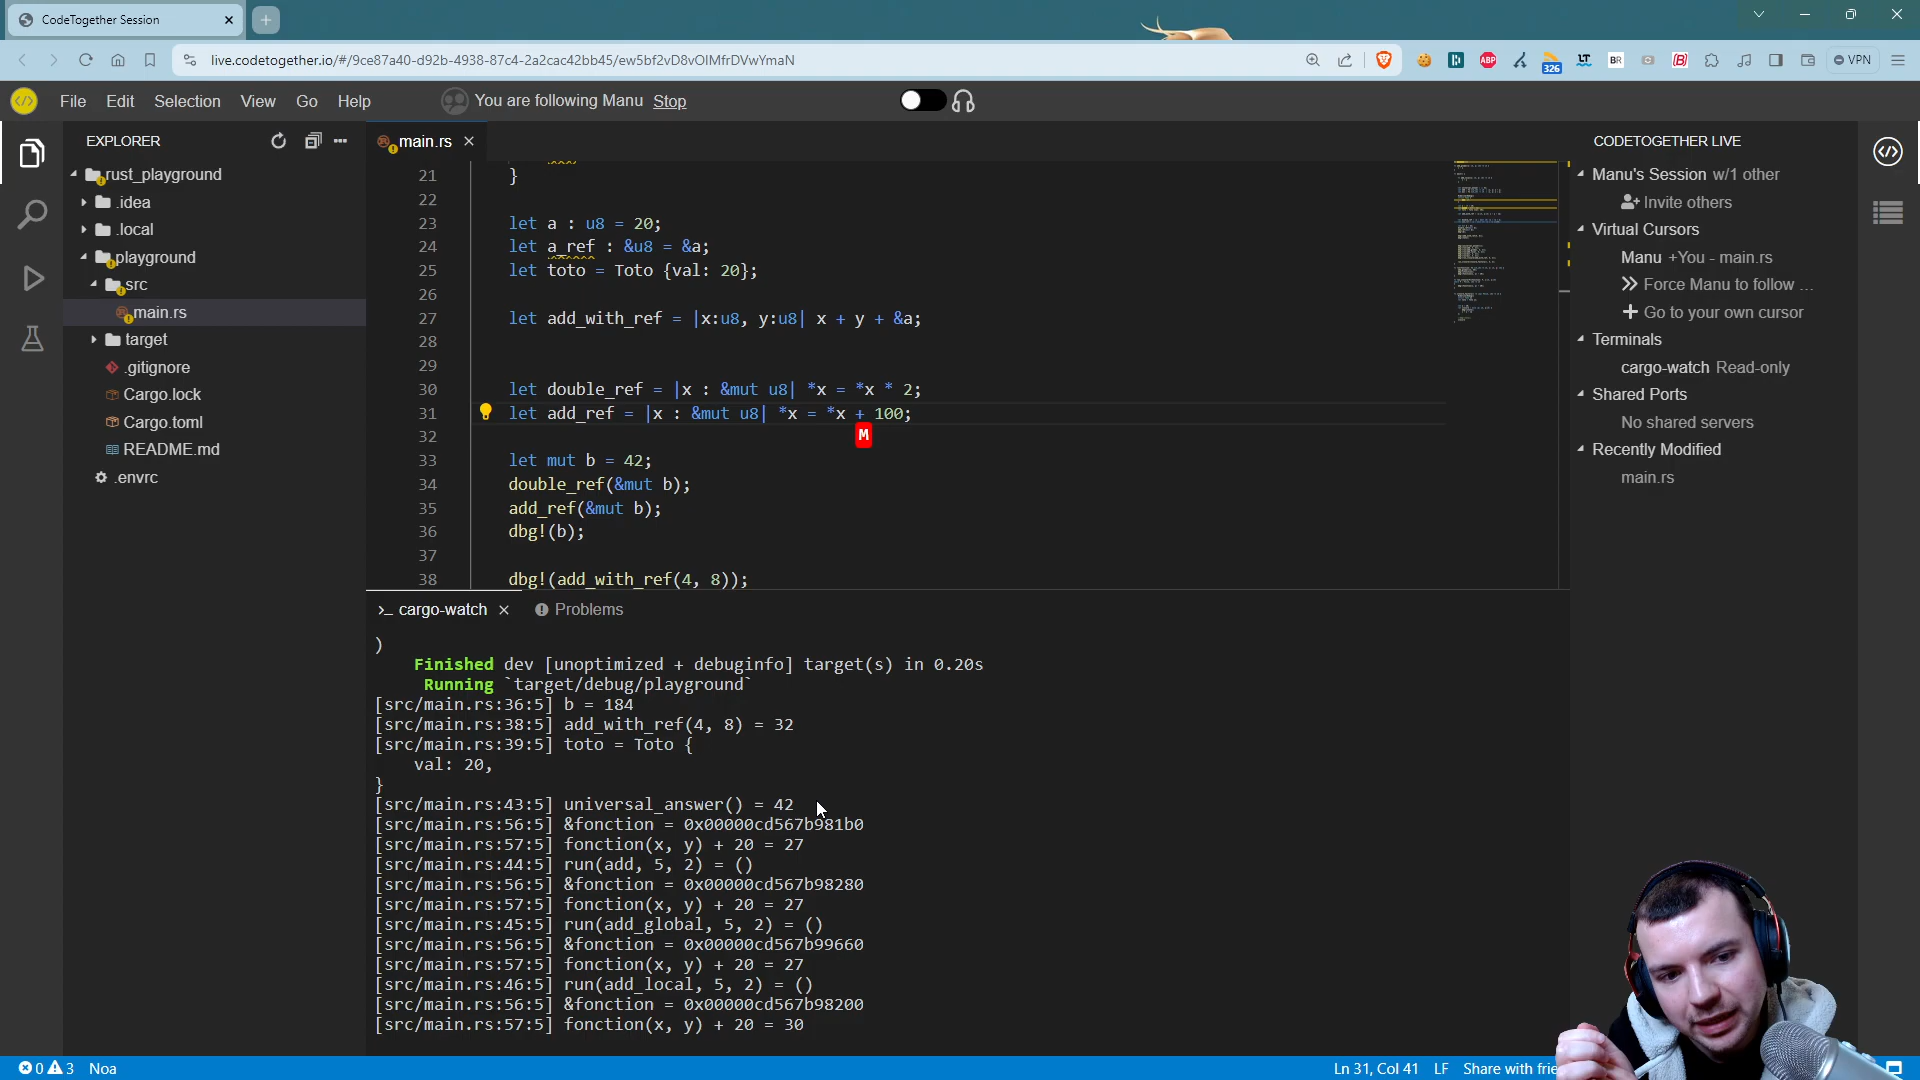 CodeTogether Session
live.codetogether.io/#/9ce87a40-d92b-4938-87c4-2a2cac42bb45/ew5bf2vD8vOIMfrDVwYmaN
ABP
326
LT
BR
VPN
File Edit Selection View Go Help
You are following Manu Stop
EXPLORER
rust_playground
.idea
.local
playground
src
main.rs
target
.gitignore
Cargo.lock
Cargo.toml
README.md
.envrc
main.rs
21 }
22
23 let a : u8 = 20;
24 let a_ref : &u8 = &a;
25 let toto = Toto {val: 20};
26
27 let add_with_ref = |x:u8, y:u8| x + y + &a;
28
29
30 let double_ref = |x : &mut u8| *x = *x * 2;
31 let add_ref = |x : &mut u8| *x = *x + 100;
M
32
33 let mut b = 42;
34 double_ref(&mut b);
35 add_ref(&mut b);
36 dbg!(b);
37
38 dbg!(add_with_ref(4, 8));
cargo-watch
Problems
)
Finished dev [unoptimized + debuginfo] target(s) in 0.20s
Running `target/debug/playground`
[src/main.rs:36:5] b = 184
[src/main.rs:38:5] add_with_ref(4, 8) = 32
[src/main.rs:39:5] toto = Toto {
val: 20,
}
[src/main.rs:43:5] universal_answer() = 42
[src/main.rs:56:5] &fonction = 0x00000cd567b981b0
[src/main.rs:57:5] fonction(x, y) + 20 = 27
[src/main.rs:44:5] run(add, 5, 2) = ()
[src/main.rs:56:5] &fonction = 0x00000cd567b98280
[src/main.rs:57:5] fonction(x, y) + 20 = 27
[src/main.rs:45:5] run(add_global, 5, 2) = ()
[src/main.rs:56:5] &fonction = 0x00000cd567b99660
[src/main.rs:57:5] fonction(x, y) + 20 = 27
[src/main.rs:46:5] run(add_local, 5, 2) = ()
[src/main.rs:56:5] &fonction = 0x00000cd567b98200
[src/main.rs:57:5] fonction(x, y) + 20 = 30
CODETOGETHER LIVE
Manu's Session w/1 other
Invite others
Virtual Cursors
Manu +You - main.rs
Force Manu to follow ...
Go to your own cursor
Terminals
cargo-watch Read-only
Shared Ports
No shared servers
Recently Modified
main.rs
0 3 Noa
Ln 31, Col 41 LF Share with frie